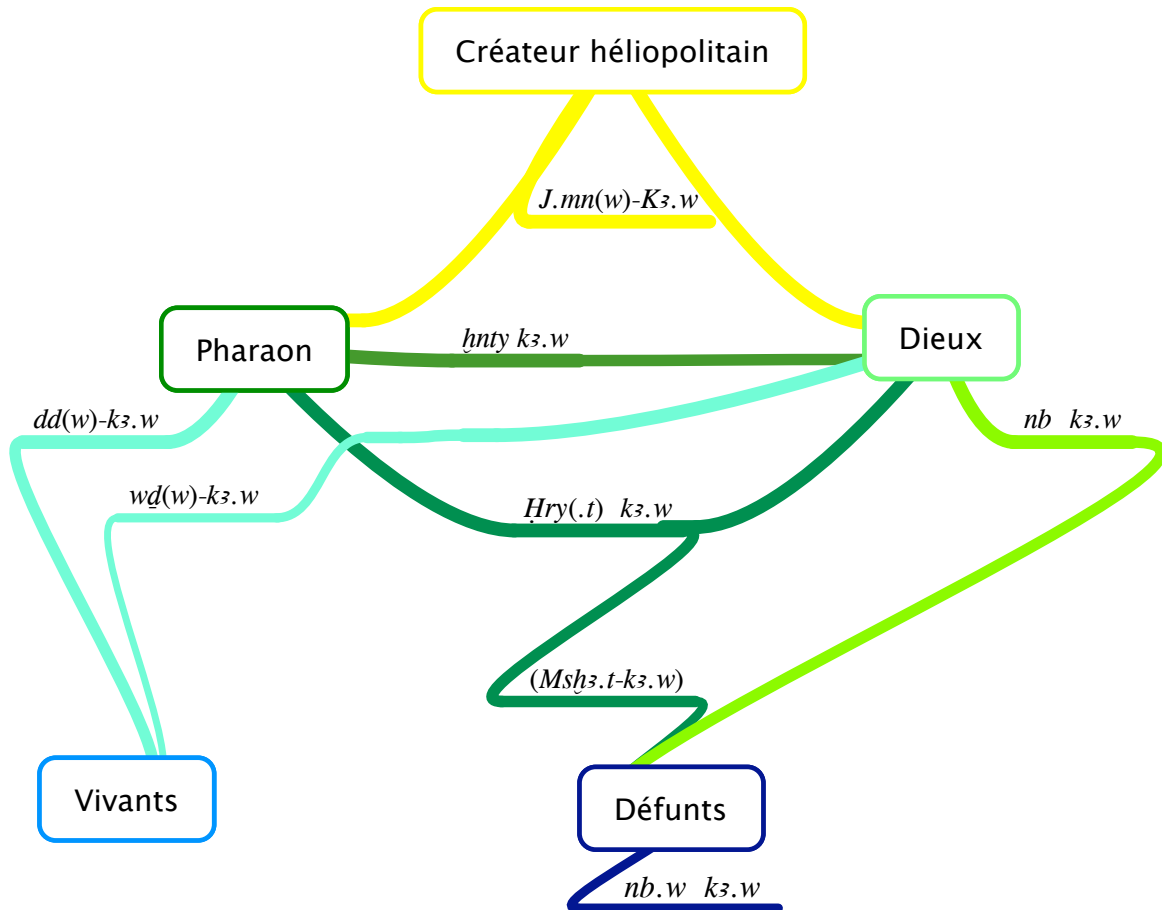 Créateur héliopolitain
J.mn(w)-Kꜣ.w
Pharaon
ḫnty kꜣ.w
Dieux
dd(w)-kꜣ.w
nb kꜣ.w
wḏ(w)-kꜣ.w
Ḥry(.t) kꜣ.w
(Msḫꜣ.t-kꜣ.w)
Vivants
Défunts
nb.w kꜣ.w